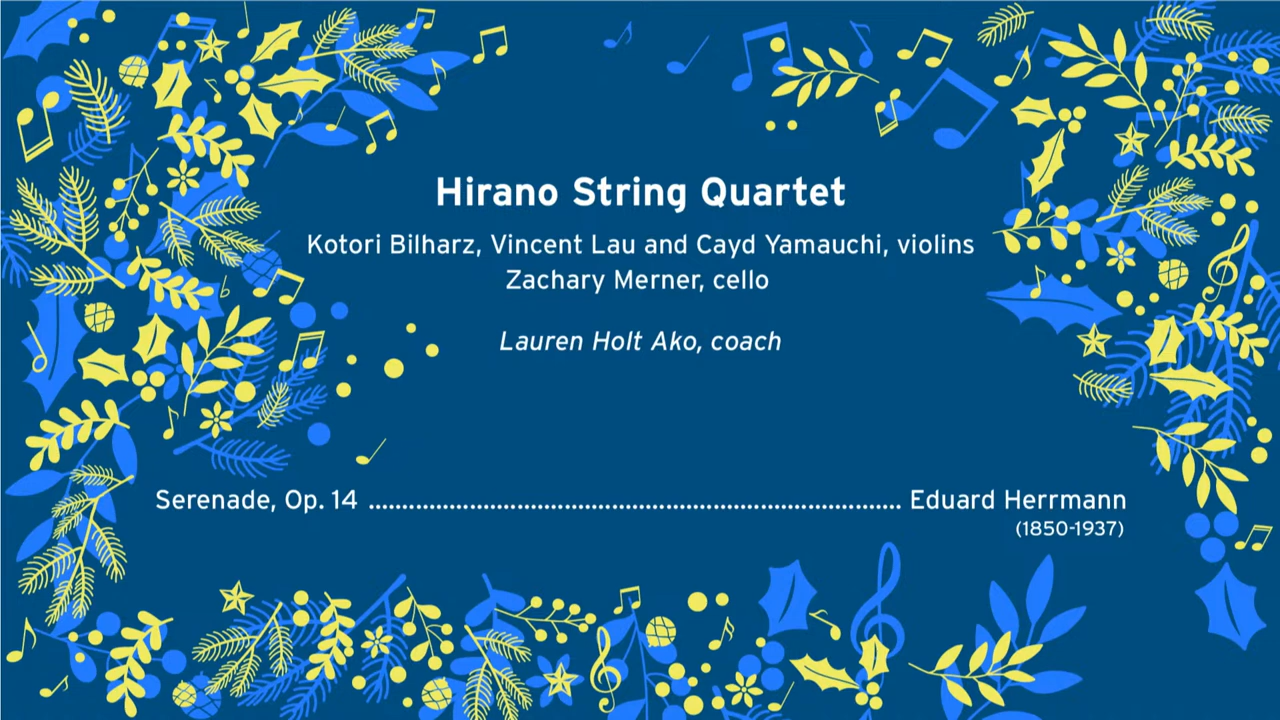 Hirano String Quartet
Kotori Bilharz, Vincent Lau and Cayd Yamauchi, violins
Zachary Merner, cello
Lauren Holt Ako, coach
Serenade, Op. 14 ........................................................................ Eduard Herrmann
(1850-1937)